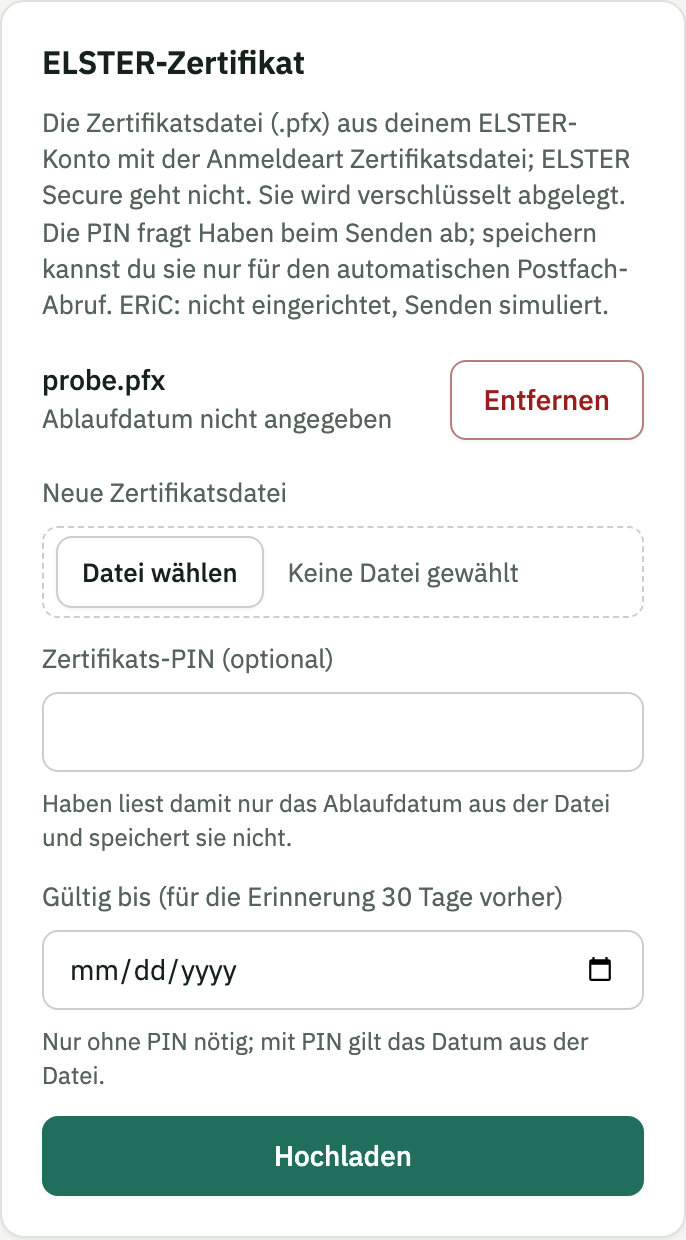 ELSTER-Zertifikat
Die Zertifikatsdatei (.pfx) aus deinem ELSTER-
Konto mit der Anmeldeart Zertifikatsdatei; ELSTER
Secure geht nicht. Sie wird verschlüsselt abgelegt.
Die PIN fragt Haben beim Senden ab; speichern
kannst du sie nur für den automatischen Postfach-
Abruf. ERiC: nicht eingerichtet, Senden simuliert.
probe.pfx
Ablaufdatum nicht angegeben
Entfernen
Neue Zertifikatsdatei
Datei wählen
Keine Datei gewählt
Zertifikats-PIN (optional)
Haben liest damit nur das Ablaufdatum aus der Datei
und speichert sie nicht.
Gültig bis (für die Erinnerung 30 Tage vorher)
mm/dd/yyyy
Nur ohne PIN nötig; mit PIN gilt das Datum aus der
Datei.
Hochladen